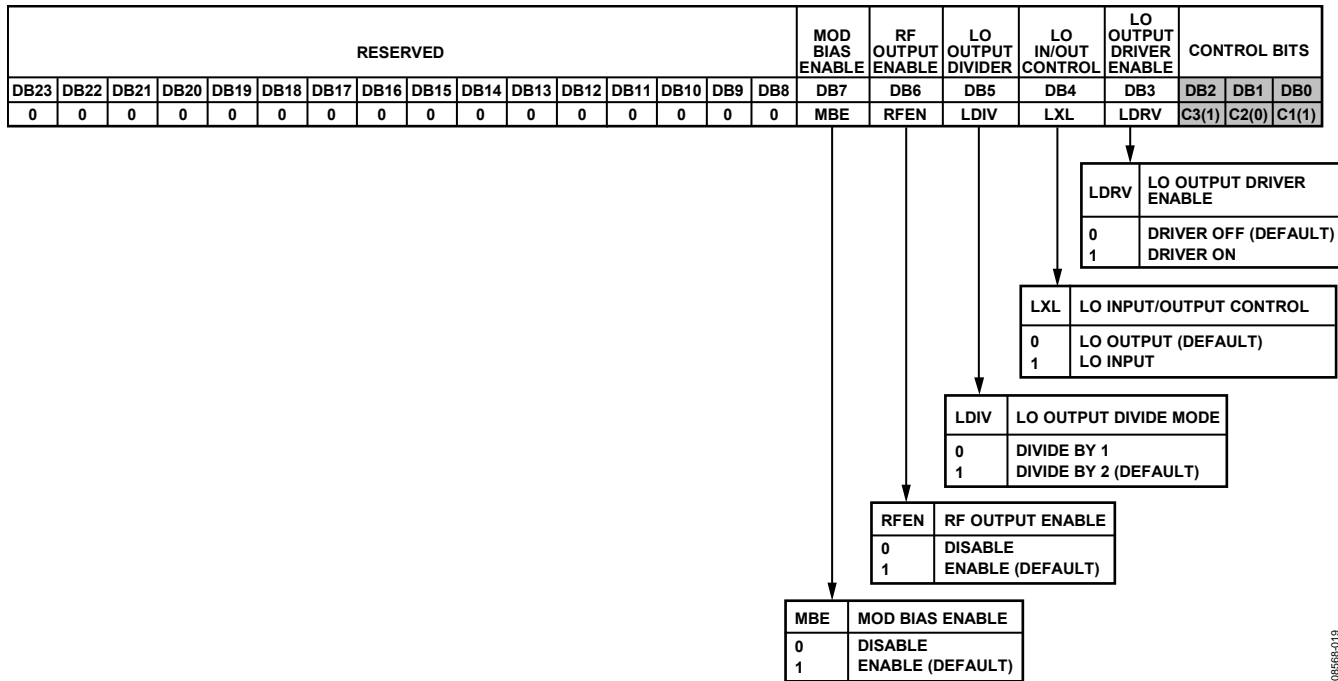 RESERVED
MOD BIAS ENABLE
RF OUTPUT ENABLE
LO OUTPUT DIVIDER
LO IN/OUT CONTROL
LO OUTPUT DRIVER ENABLE
CONTROL BITS
DB23 DB22 DB21 DB20 DB19 DB18 DB17 DB16 DB15 DB14 DB13 DB12 DB11 DB10 DB9 DB8 DB7 DB6 DB5 DB4 DB3 DB2 DB1 DB0
0 0 0 0 0 0 0 0 0 0 0 0 0 0 0 0 MBE RFEN LDIV LXL LDRV C3(1) C2(0) C1(1)
LDRV LO OUTPUT DRIVER ENABLE
0 DRIVER OFF (DEFAULT)
1 DRIVER ON
LXL LO INPUT/OUTPUT CONTROL
0 LO OUTPUT (DEFAULT)
1 LO INPUT
LDIV LO OUTPUT DIVIDE MODE
0 DIVIDE BY 1
1 DIVIDE BY 2 (DEFAULT)
RFEN RF OUTPUT ENABLE
0 DISABLE
1 ENABLE (DEFAULT)
MBE MOD BIAS ENABLE
0 DISABLE
1 ENABLE (DEFAULT)
08568-019